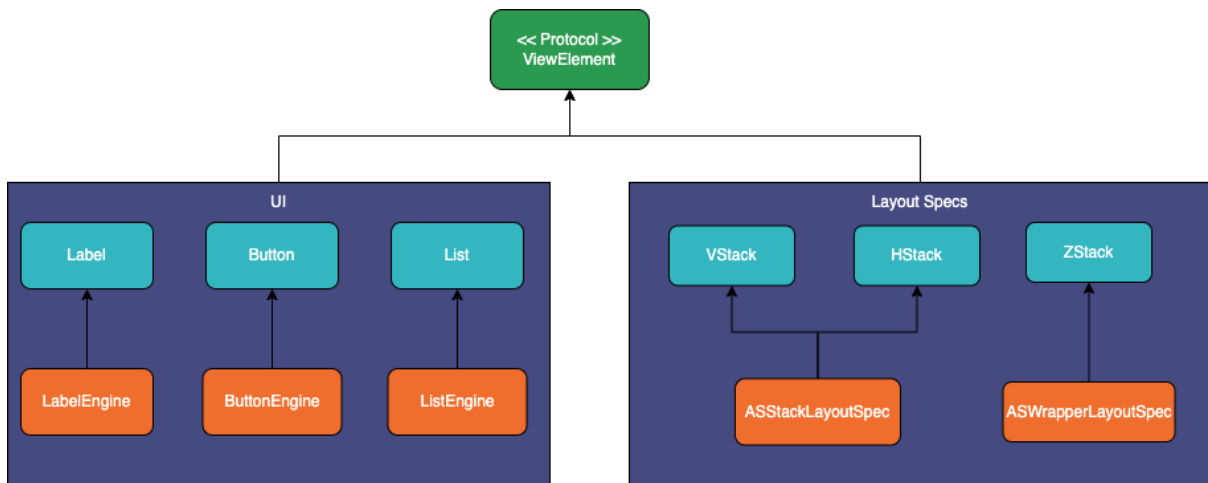 << Protocol >>
ViewElement
UI
Label
Button
List
LabelEngine
ButtonEngine
ListEngine
Layout Specs
VStack
HStack
ZStack
ASStackLayoutSpec
ASWrapperLayoutSpec